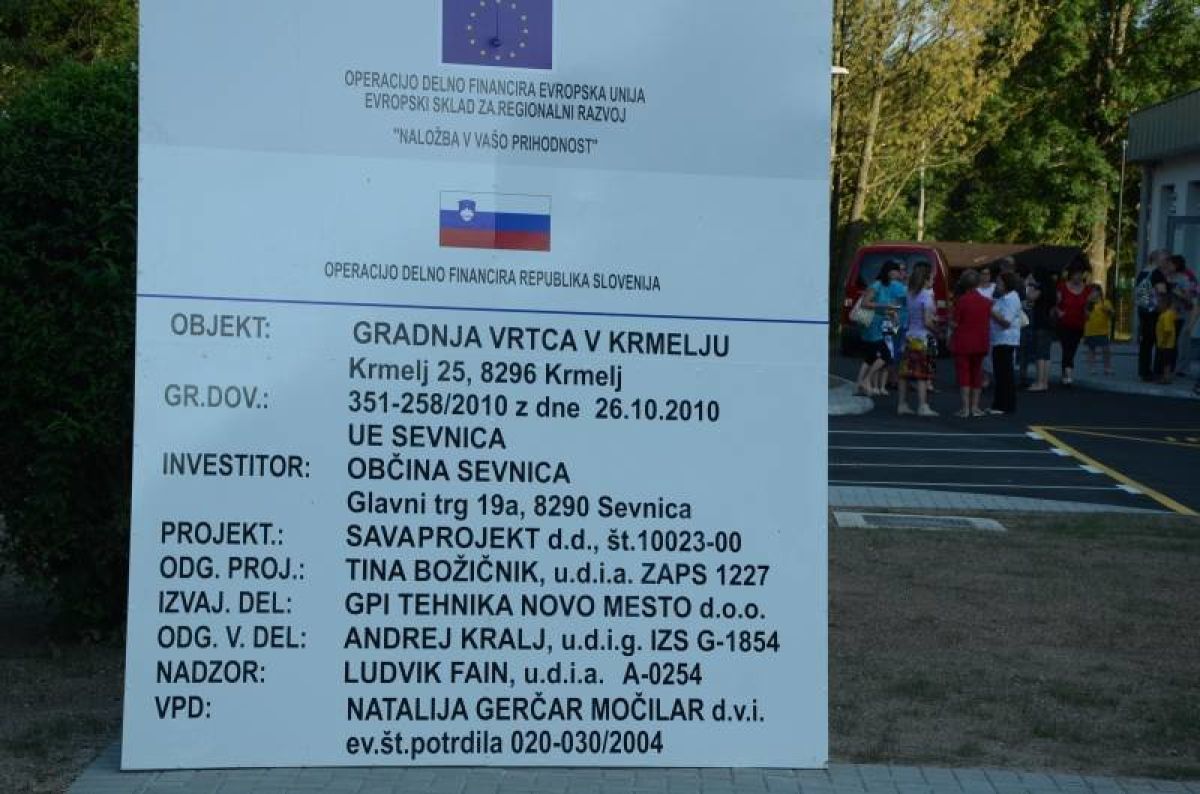 OPERACIJO DELNO FINANCIRA EVROPSKA UNIJA
EVROPSKI SKLAD ZA.REGIONALNI RAZVOJ
"NALOŽBA V VAŠO PRIHODNOST"
OPERACIJO DELNO FINANCIRA REPUBLIKA SLOVENIJA
OBJEKT: GRADNJA VRTCA V KRMELJU
Krmelj 25, 8296 Krmelj
GR.DOV.: 351-258/2010 z dne 26.10.2010
UE SEVNICA
INVESTITOR: OBČINA SEVNICA
Glavni trg 19a, 8290 Sevnica
PROJEKT.: SAVAPROJEKT d.d., št.10023-00
ODG. PROJ.: TINA BOŽIČNIK, u.d.i.a. ZAPS 1227
IZVAJ. DEL: GPI TEHNIKA NOVO MESTO d.o.o.
ODG. V. DEL: ANDREJ KRALJ, u.d.i.g. IZS G-1854
NADZOR: LUDVIK FAIN, u.d.i.a. A-0254
VPD: NATALIJA GERČAR MOČILAR d.v.i.
ev.št.potrdila 020-030/2004